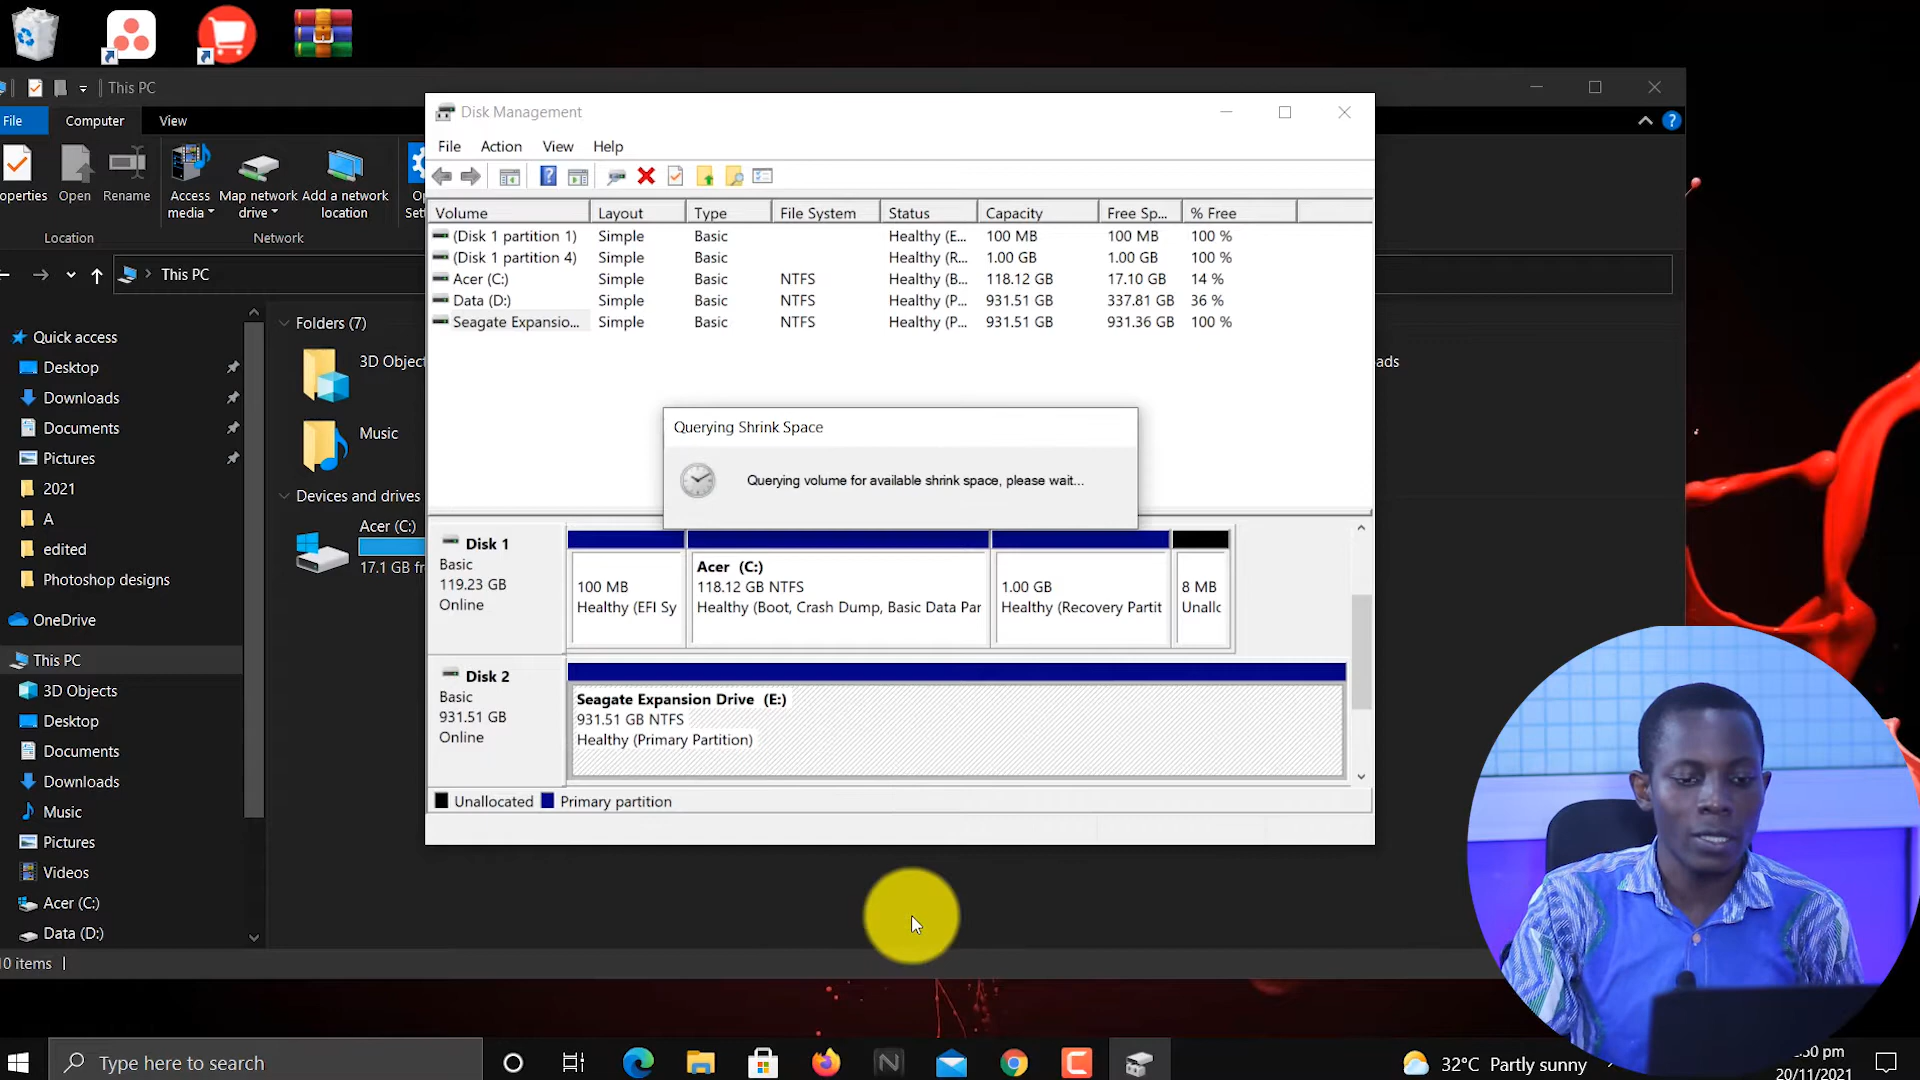 This PC
File
Computer
View
operties
Open
Rename
Access
media
Map network
drive
Add a network
location
Location
Network
This PC
Quick access
Desktop
Downloads
Documents
Pictures
2021
A
edited
Photoshop designs
OneDrive
This PC
3D Objects
Desktop
Documents
Downloads
Music
Pictures
Videos
Acer (C:)
Data (D:)
10 items
Folders (7)
3D Object
Music
Devices and drives
Acer (C:)
17.1 GB fr
ads
Disk Management
File Action View Help
Volume Layout Type File System Status Capacity Free Sp... % Free
(Disk 1 partition 1) Simple Basic Healthy (E... 100 MB 100 MB 100 %
(Disk 1 partition 4) Simple Basic Healthy (R... 1.00 GB 1.00 GB 100 %
Acer (C:) Simple Basic NTFS Healthy (B... 118.12 GB 17.10 GB 14 %
Data (D:) Simple Basic NTFS Healthy (P... 931.51 GB 337.81 GB 36 %
Seagate Expansio... Simple Basic NTFS Healthy (P... 931.51 GB 931.36 GB 100 %
Querying Shrink Space
Querying volume for available shrink space, please wait...
Disk 1
Basic
119.23 GB
Online
100 MB
Healthy (EFI Sy
Acer (C:)
118.12 GB NTFS
Healthy (Boot, Crash Dump, Basic Data Par
1.00 GB
Healthy (Recovery Partit
8 MB
Unallc
Disk 2
Basic
931.51 GB
Online
Seagate Expansion Drive (E:)
931.51 GB NTFS
Healthy (Primary Partition)
Unallocated Primary partition
Type here to search
32°C Partly sunny
:50 pm
20/11/2021